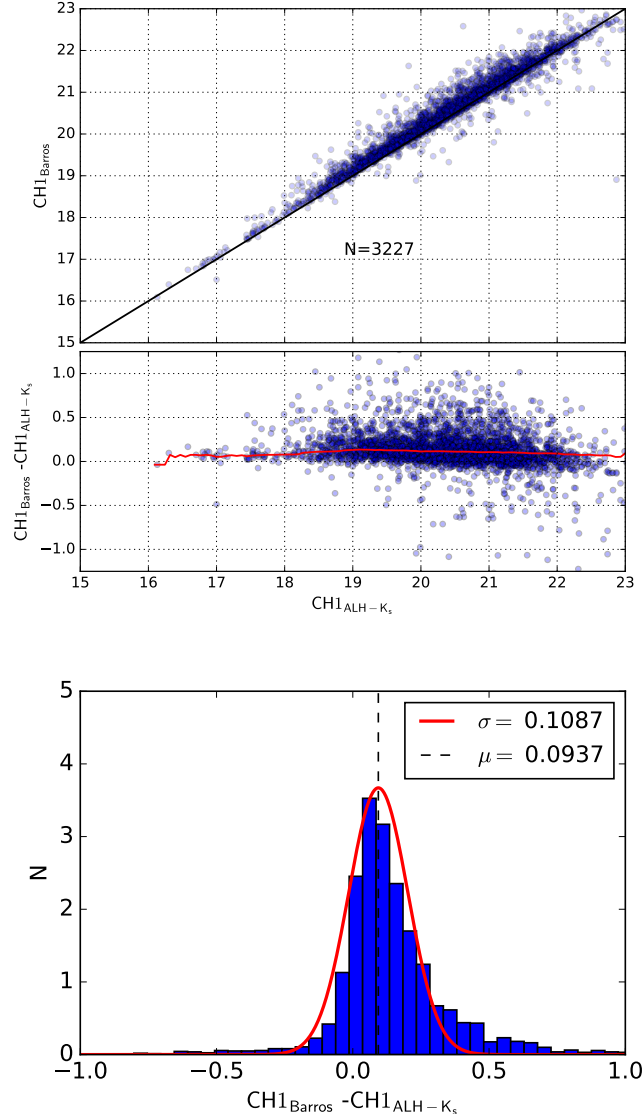 23
22
21
20
19
18
17
16
15
CH1Barros
N=3227
1.0
0.5
0.0
−0.5
−1.0
CH1Barros -CH1ALH−Ks
15 16 17 18 19 20 21 22 23
CH1ALH−Ks
5
4
3
2
1
0
N
σ= 0.1087
μ= 0.0937
−1.0 −0.5 0.0 0.5 1.0
CH1Barros -CH1ALH−Ks